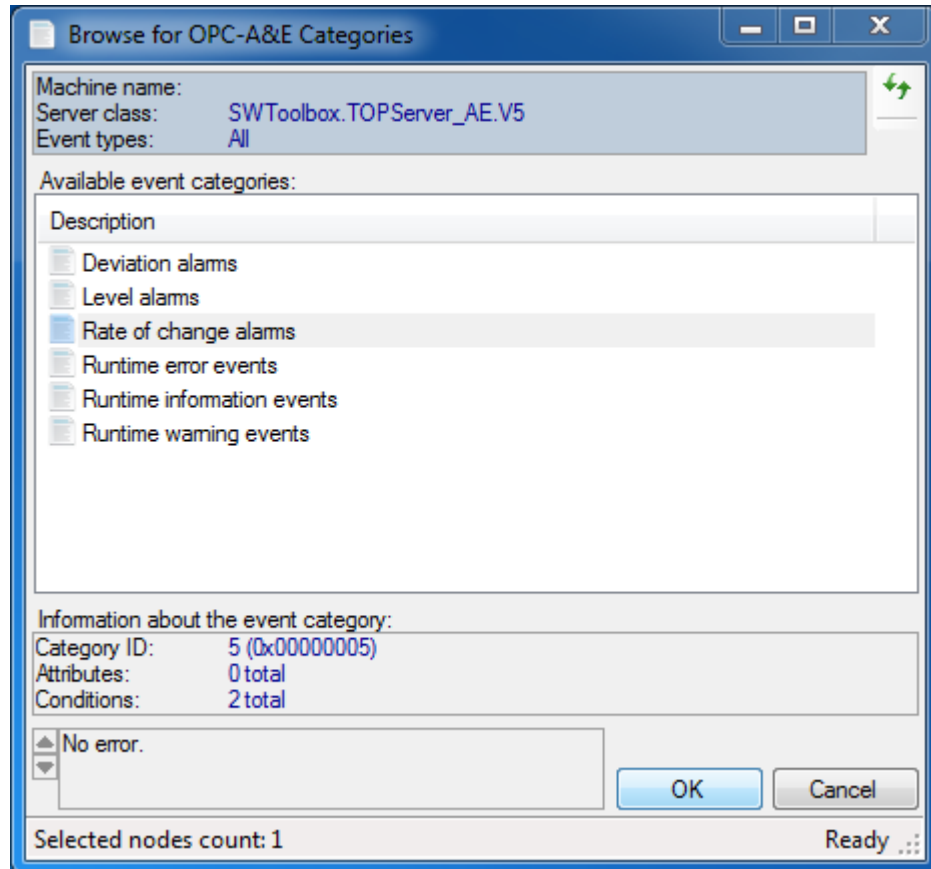 Browse for OPC-A&E Categories
Machine name:
Server class: SWToolbox.TOPServer_AE.V5
Event types: All
Available event categories:
Description
Deviation alarms
Level alarms
Rate of change alarms
Runtime error events
Runtime information events
Runtime warning events
Information about the event category:
Category ID: 5 (0x00000005)
Attributes: 0 total
Conditions: 2 total
No error.
OK Cancel
Selected nodes count: 1 Ready